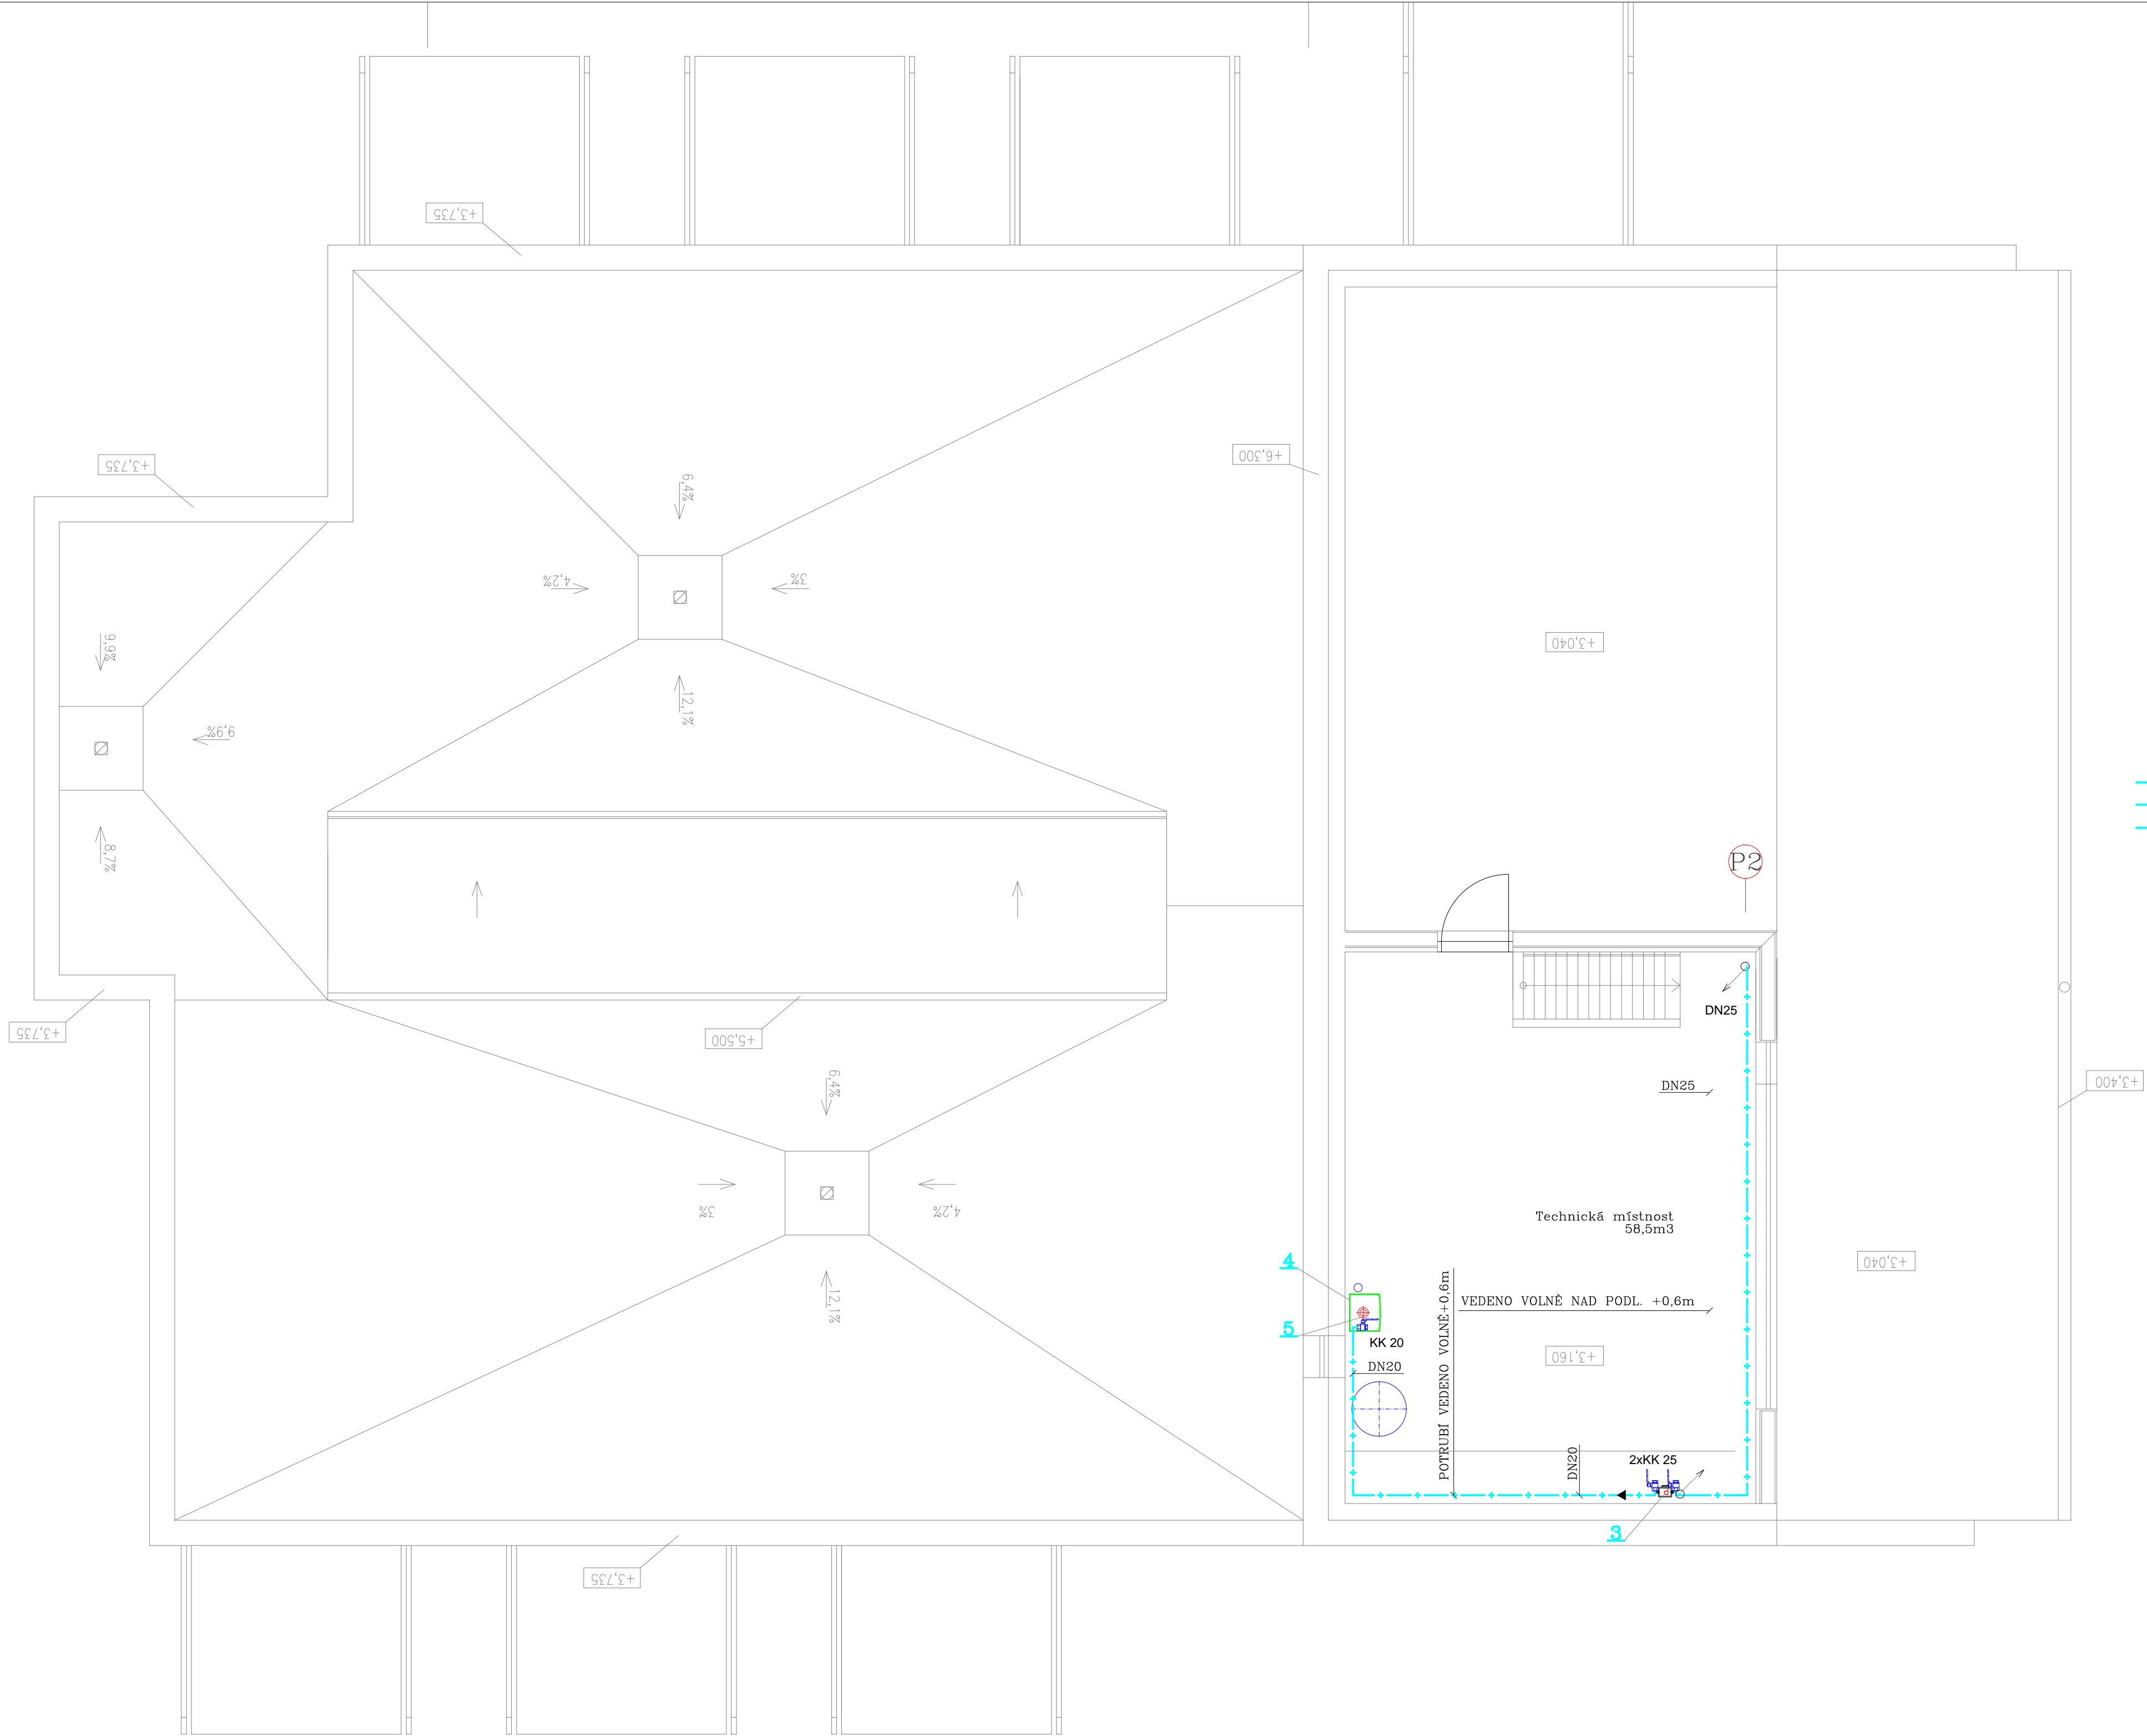 +3,735
+3,735
+6,300
6,4%
4,2%
3%
+3,040
9,9%
12,1%
9,9%
8,7%
P2
DN25
+3,735
+5,500
6,4%
DN25
+3,400
3%
4,2%
Technická místnost
58,5m3
4
+3,040
12,1%
VEDENO VOLNĚ NAD PODL. +0,6m
5
KK 20
+3,160
DN20
POTRUBÍ VEDENO VOLNĚ+0,6m
DN20
2xKK 25
3
+3,735